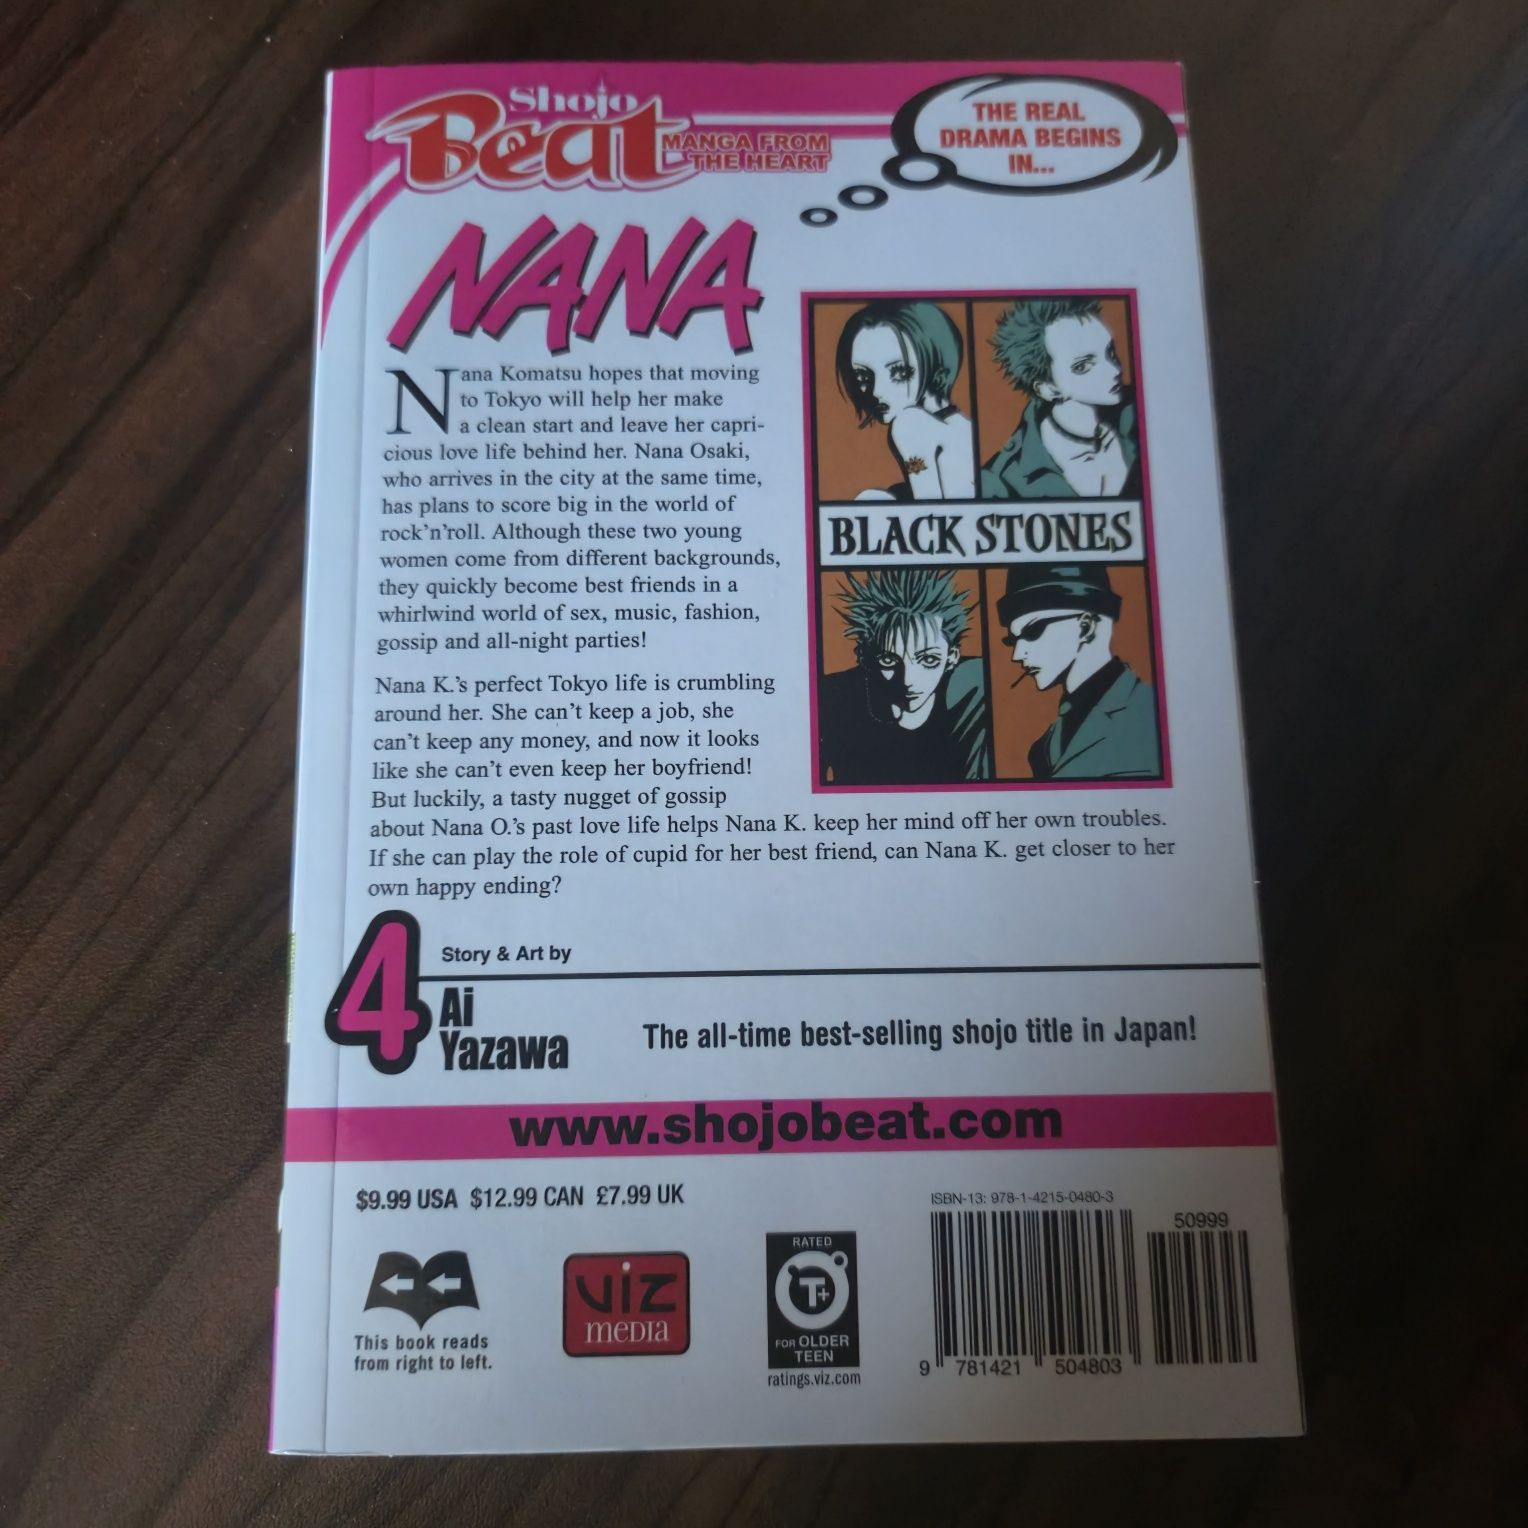 Shojo
Beat
MANGA FROM
THE HEART
THE REAL
DRAMA BEGINS
IN...
NANA
Nana Komatsu hopes that moving
to Tokyo will help her make
a clean start and leave her capri-
cious love life behind her. Nana Osaki,
who arrives in the city at the same time,
has plans to score big in the world of
rock'n'roll. Although these two young
women come from different backgrounds,
they quickly become best friends in a
whirlwind world of sex, music, fashion,
gossip and all-night parties!
BLACK STONES
Nana K.'s perfect Tokyo life is crumbling
around her. She can't keep a job, she
can't keep any money, and now it looks
like she can't even keep her boyfriend!
But luckily, a tasty nugget of gossip
about Nana O.'s past love life helps Nana K. keep her mind off her own troubles.
If she can play the role of cupid for her best friend, can Nana K. get closer to her
own happy ending?
4
Story & Art by
Ai
Yazawa
The all-time best-selling shojo title in Japan!
www.shojobeat.com
$9.99 USA $12.99 CAN £7.99 UK
This book reads
from right to left.
viz
media
RATED
T+
FOR OLDER
TEEN
ratings.viz.com
ISBN-13: 978-1-4215-0480-3
50999
9 781421 504803